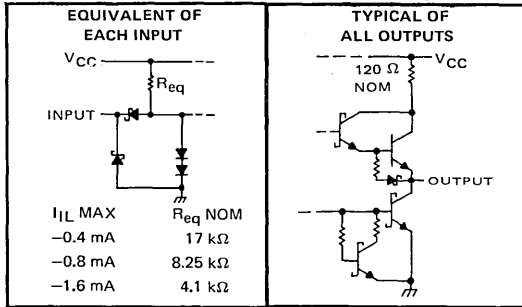 EQUIVALENT OF
EACH INPUT
VCC
Req
INPUT
IIL MAX Req NOM
−0.4 mA 17 kΩ
−0.8 mA 8.25 kΩ
−1.6 mA 4.1 kΩ
TYPICAL OF
ALL OUTPUTS
VCC
120 Ω
NOM
OUTPUT